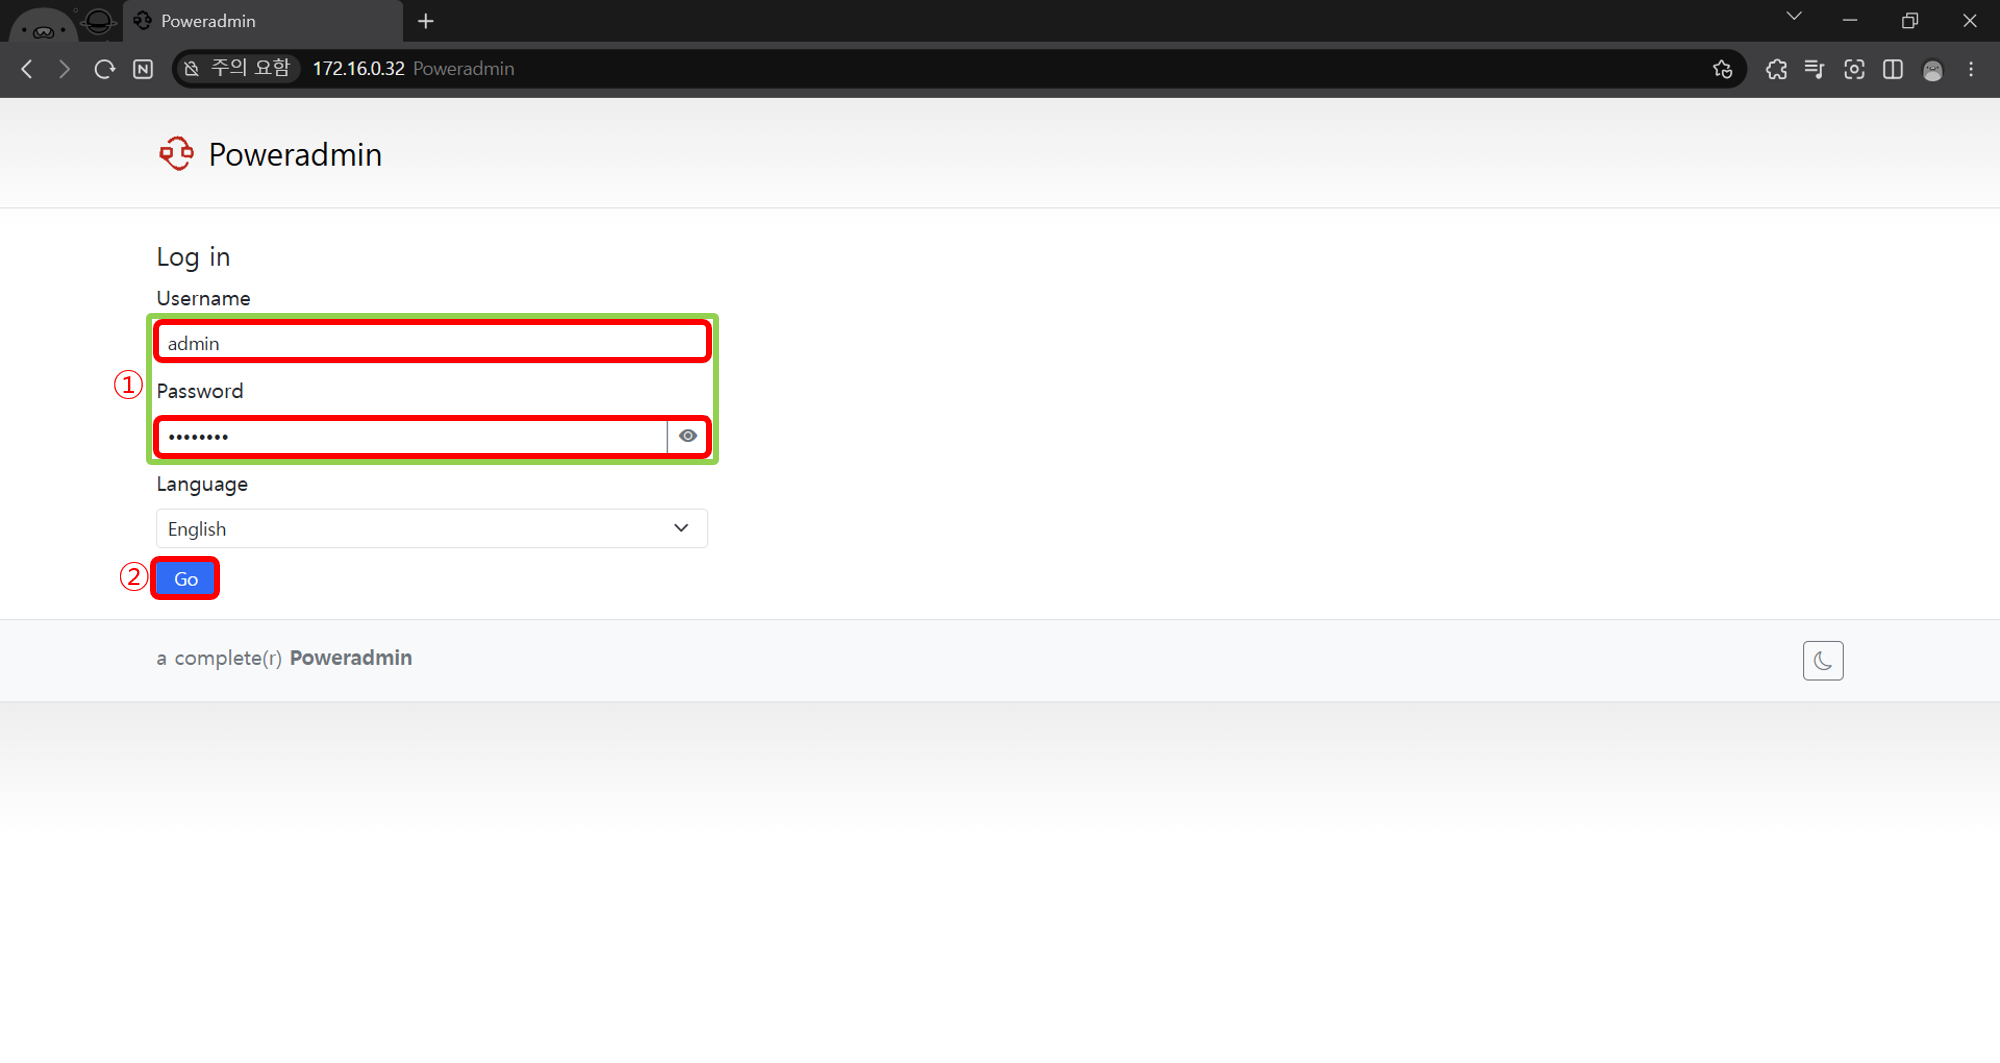 Poweradmin
주의 요함 172.16.0.32 Poweradmin
Poweradmin
Log in
Username
admin
①
Password
••••••••
Language
English
② Go
a complete(r) Poweradmin